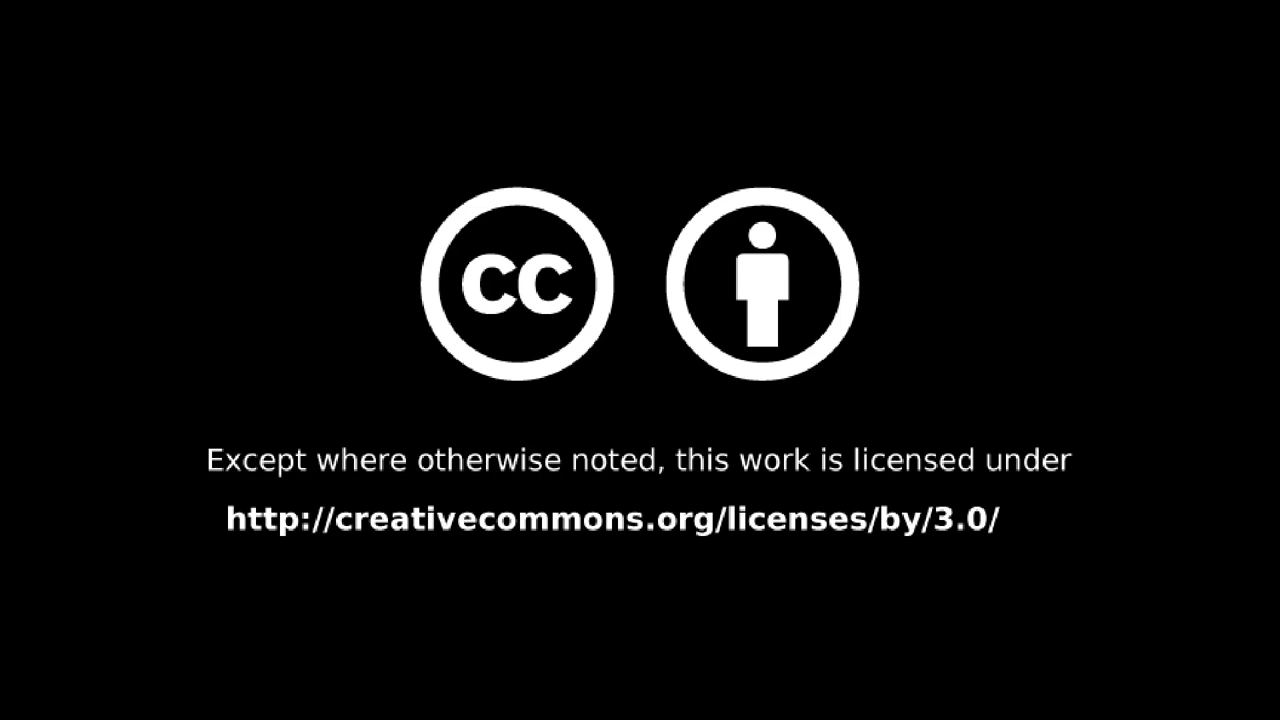 cc
Except where otherwise noted, this work is licensed under
http://creativecommons.org/licenses/by/3.0/